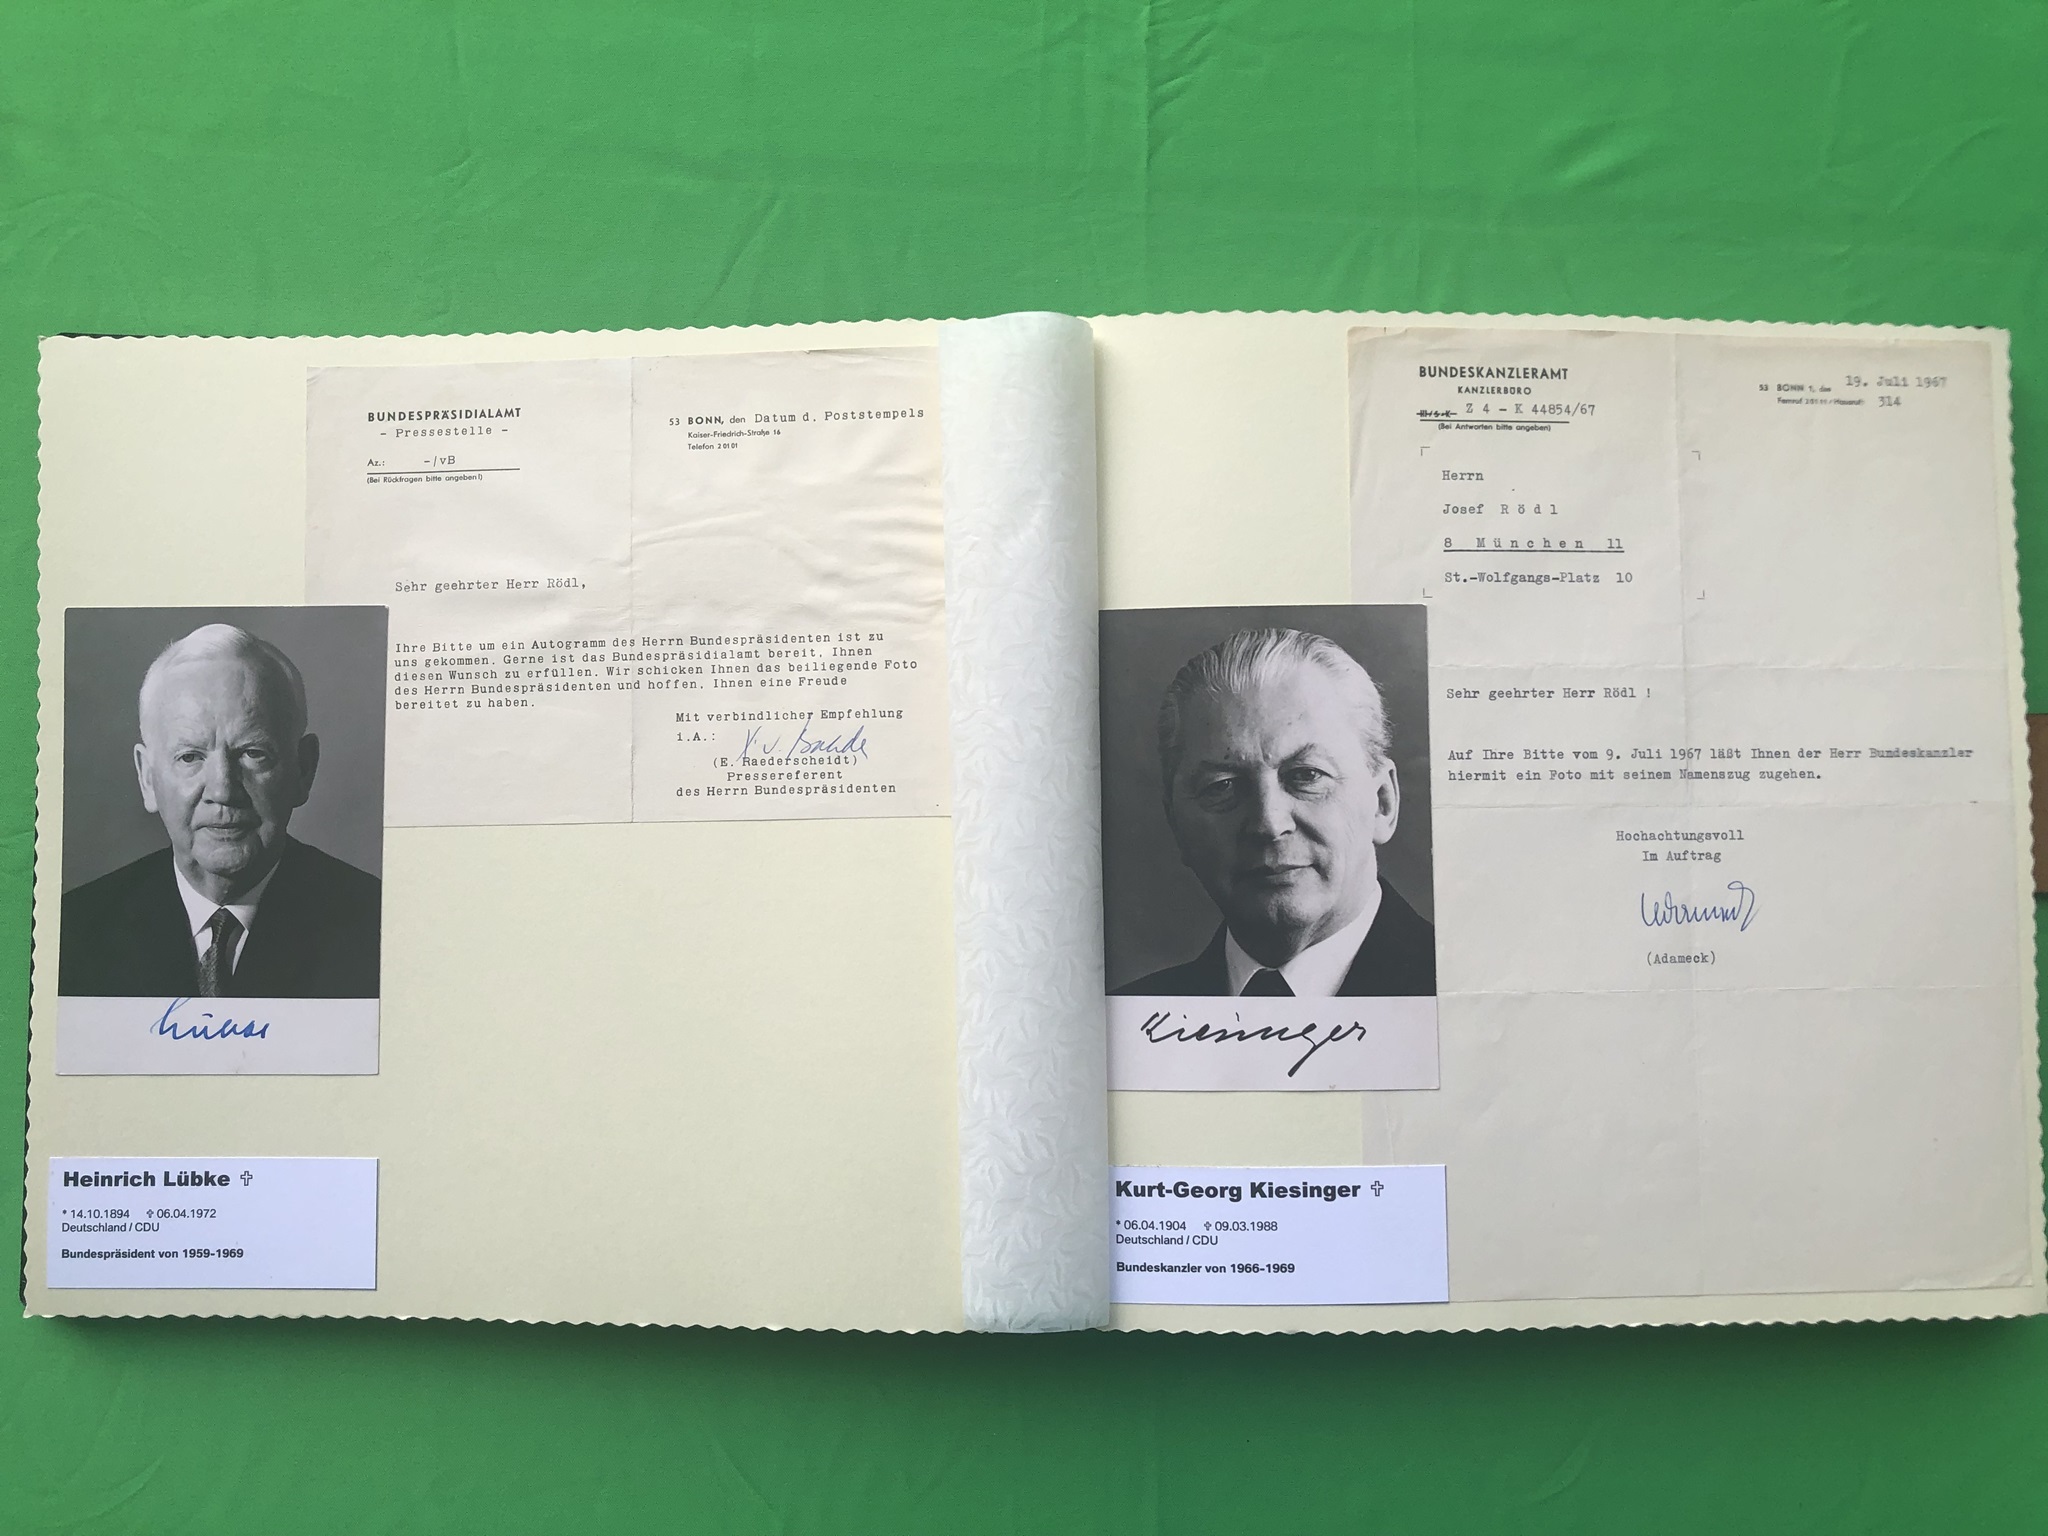 BUNDESPRÄSIDIALAMT
- Pressestelle -
Az.: -/vB
(Bei Rückfragen bitte angeben!)
53 BONN, den Datum d. Poststempels
Kaiser-Friedrich-Straße 16
Telefon 2 01 01
Sehr geehrter Herr Rödl,
Ihre Bitte um ein Autogramm des Herrn Bundespräsidenten ist zu
uns gekommen. Gerne ist das Bundespräsidialamt bereit, Ihnen
diesen Wunsch zu erfüllen. Wir schicken Ihnen das beiliegende Foto
des Herrn Bundespräsidenten und hoffen, Ihnen eine Freude
bereitet zu haben.
Mit verbindlicher Empfehlung
i.A.:
(E. Raederscheidt)
Pressereferent
des Herrn Bundespräsidenten
Lübke
Heinrich Lübke ✝
* 14.10.1894 ✝ 06.04.1972
Deutschland / CDU
Bundespräsident von 1959-1969
BUNDESKANZLERAMT
KANZLERBÜRO
Z 4 - K 44854/67
(Bei Antworten bitte angeben)
53 BONN 1, den 19. Juli 1967
Fernruf 2 01 11 / Hausruf: 314
Herrn
Josef Rödl
8 München 11
St.-Wolfgangs-Platz 10
Sehr geehrter Herr Rödl !
Auf Ihre Bitte vom 9. Juli 1967 läßt Ihnen der Herr Bundeskanzler
hiermit ein Foto mit seinem Namenszug zugehen.
Hochachtungsvoll
Im Auftrag
(Adameck)
Kiesinger
Kurt-Georg Kiesinger ✝
* 06.04.1904 ✝ 09.03.1988
Deutschland / CDU
Bundeskanzler von 1966-1969